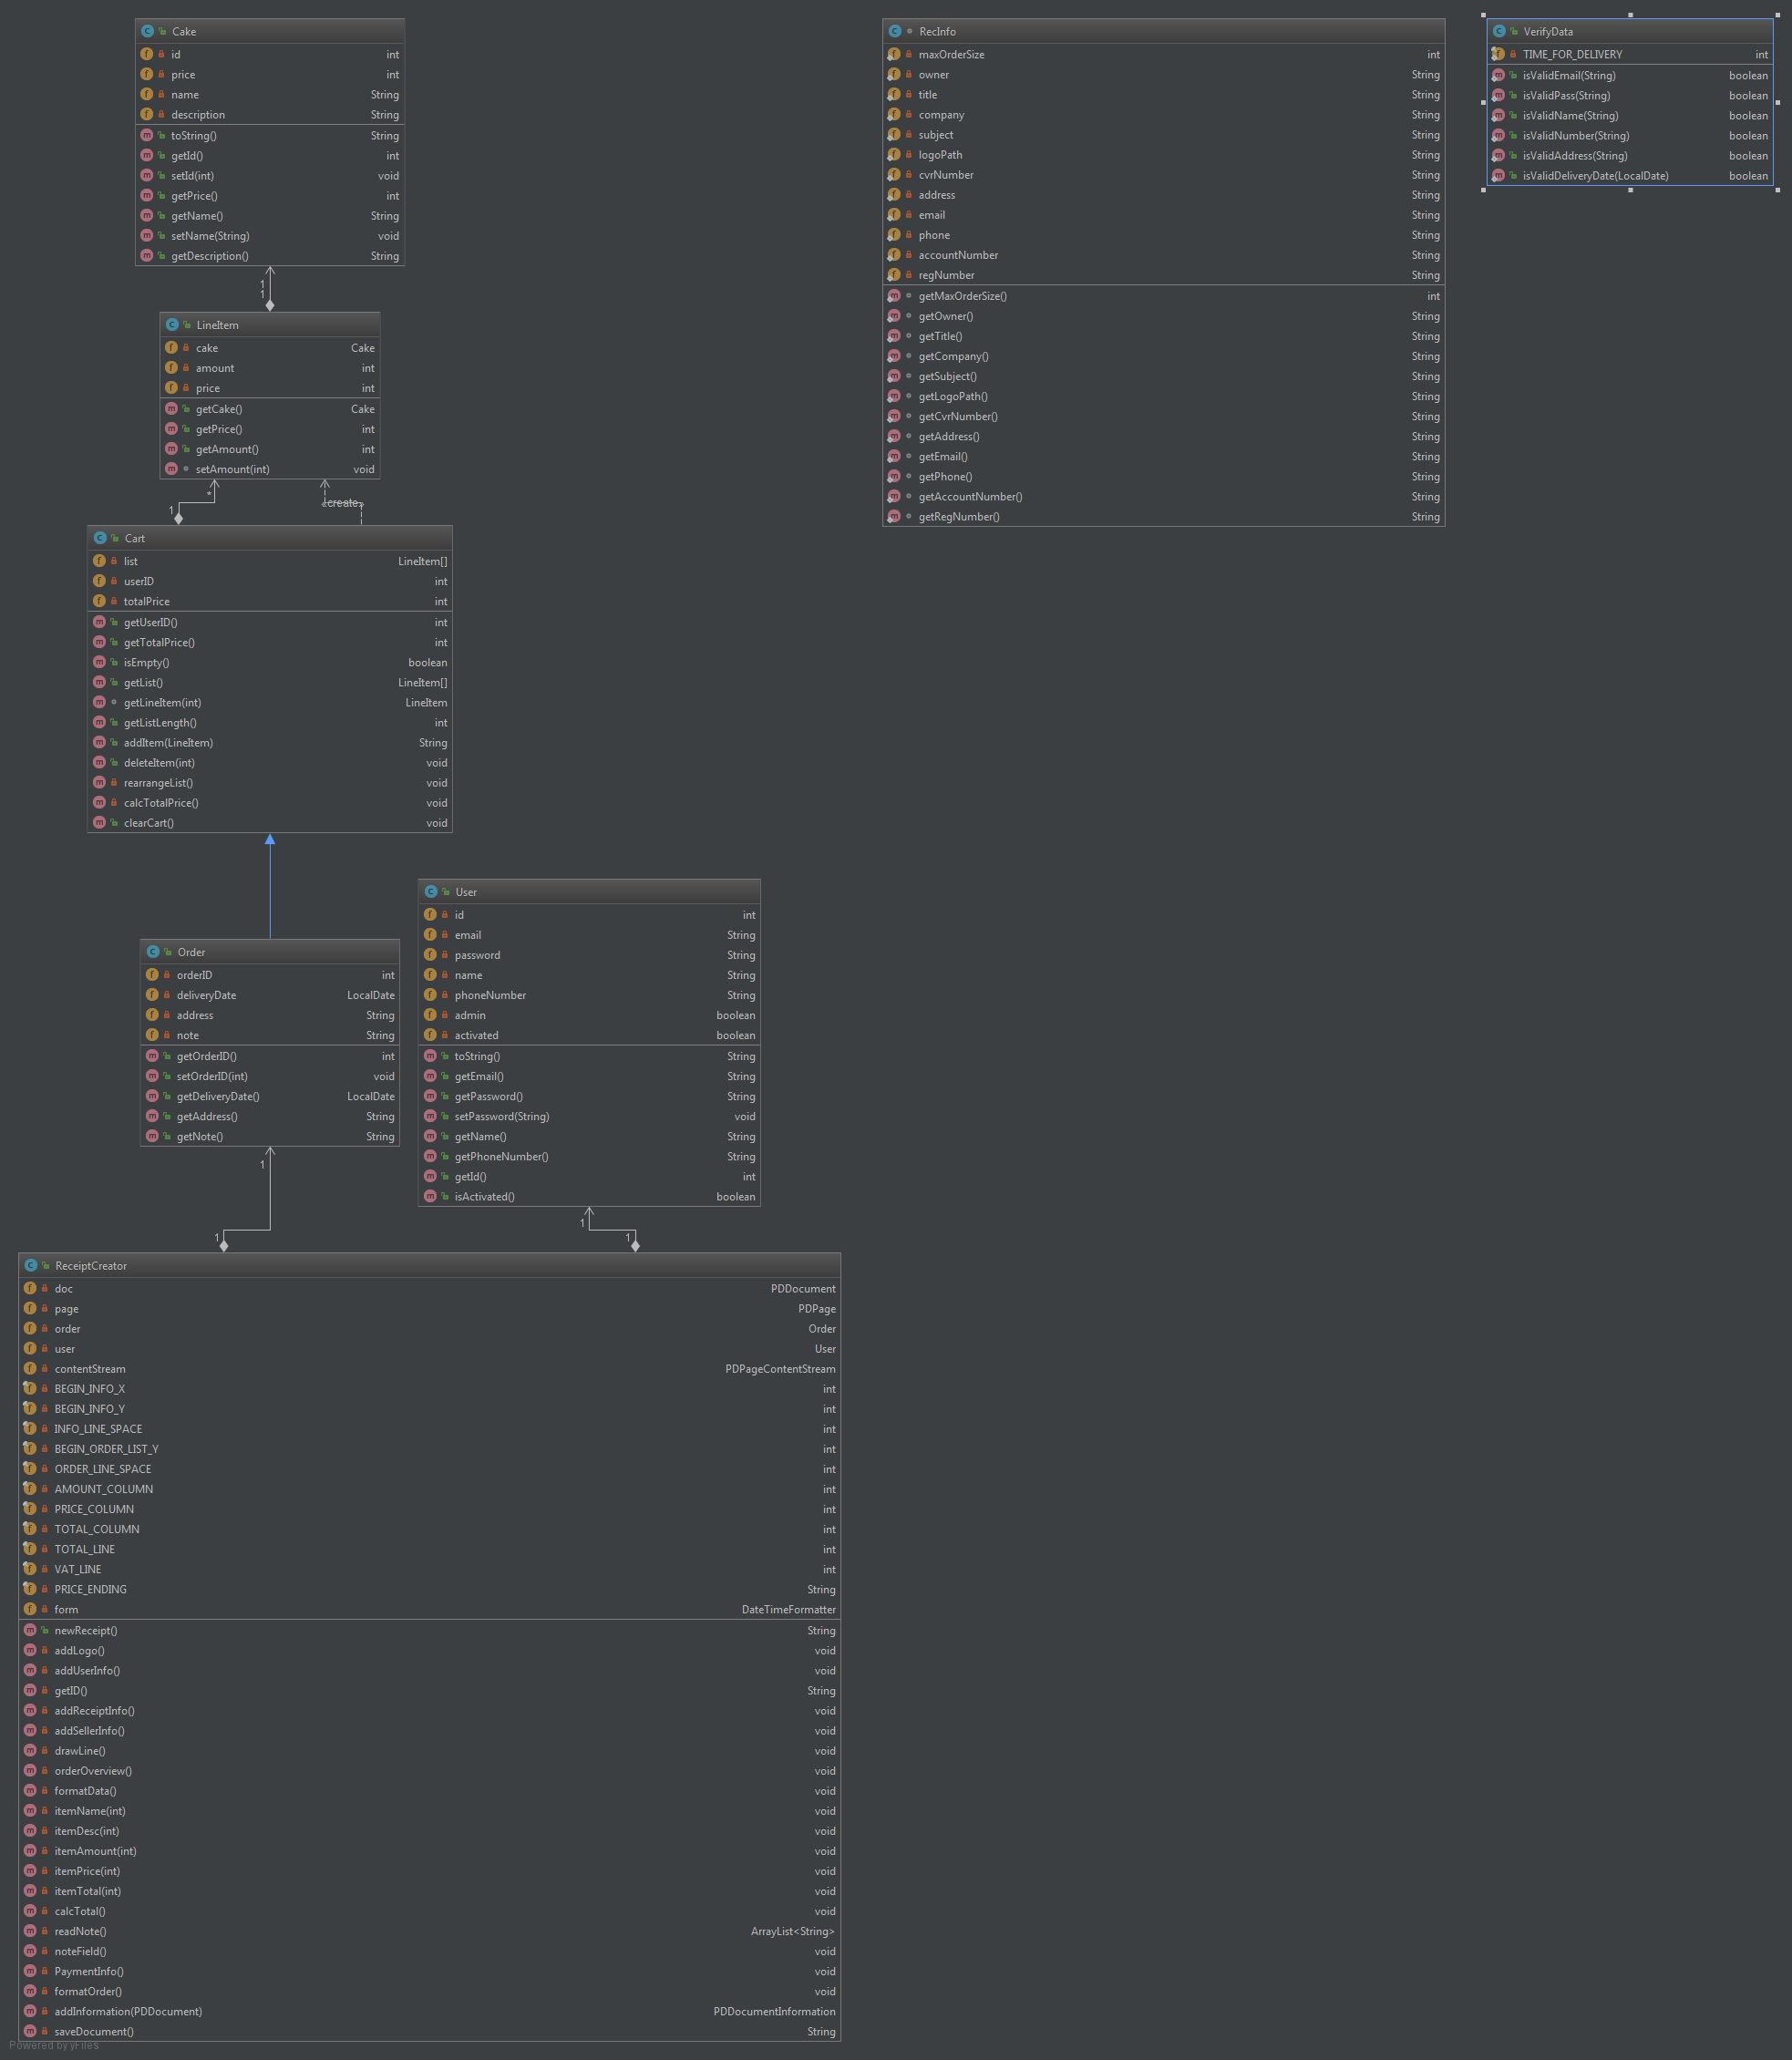 Cake
id int
price int
name String
description String
toString() String
getId() int
setId(int) void
getPrice() int
getName() String
setName(String) void
getDescription() String
1
1
LineItem
cake Cake
amount int
price int
getCake() Cake
getPrice() int
getAmount() int
setAmount(int) void
*
1
«create»
Cart
list LineItem[]
userID int
totalPrice int
getUserID() int
getTotalPrice() int
isEmpty() boolean
getList() LineItem[]
getLineItem(int) LineItem
getListLength() int
addItem(LineItem) String
deleteItem(int) void
rearrangeList() void
calcTotalPrice() void
clearCart() void
Order
orderID int
deliveryDate LocalDate
address String
note String
getOrderID() int
setOrderID(int) void
getDeliveryDate() LocalDate
getAddress() String
getNote() String
1
1
User
id int
email String
password String
name String
phoneNumber String
admin boolean
activated boolean
toString() String
getEmail() String
getPassword() String
setPassword(String) void
getName() String
getPhoneNumber() String
getId() int
isActivated() boolean
1
1
ReceiptCreator
doc PDDocument
page PDPage
order Order
user User
contentStream PDPageContentStream
BEGIN_INFO_X int
BEGIN_INFO_Y int
INFO_LINE_SPACE int
BEGIN_ORDER_LIST_Y int
ORDER_LINE_SPACE int
AMOUNT_COLUMN int
PRICE_COLUMN int
TOTAL_COLUMN int
TOTAL_LINE int
VAT_LINE int
PRICE_ENDING String
form DateTimeFormatter
newReceipt() String
addLogo() void
addUserInfo() void
getID() String
addReceiptInfo() void
addSellerInfo() void
drawLine() void
orderOverview() void
formatData() void
itemName(int) void
itemDesc(int) void
itemAmount(int) void
itemPrice(int) void
itemTotal(int) void
calcTotal() void
readNote() ArrayList<String>
noteField() void
PaymentInfo() void
formatOrder() void
addInformation(PDDocument) PDDocumentInformation
saveDocument() String
Powered by yFiles
RecInfo
maxOrderSize int
owner String
title String
company String
subject String
logoPath String
cvrNumber String
address String
email String
phone String
accountNumber String
regNumber String
getMaxOrderSize() int
getOwner() String
getTitle() String
getCompany() String
getSubject() String
getLogoPath() String
getCvrNumber() String
getAddress() String
getEmail() String
getPhone() String
getAccountNumber() String
getRegNumber() String
VerifyData
TIME_FOR_DELIVERY int
isValidEmail(String) boolean
isValidPass(String) boolean
isValidName(String) boolean
isValidNumber(String) boolean
isValidAddress(String) boolean
isValidDeliveryDate(LocalDate) boolean